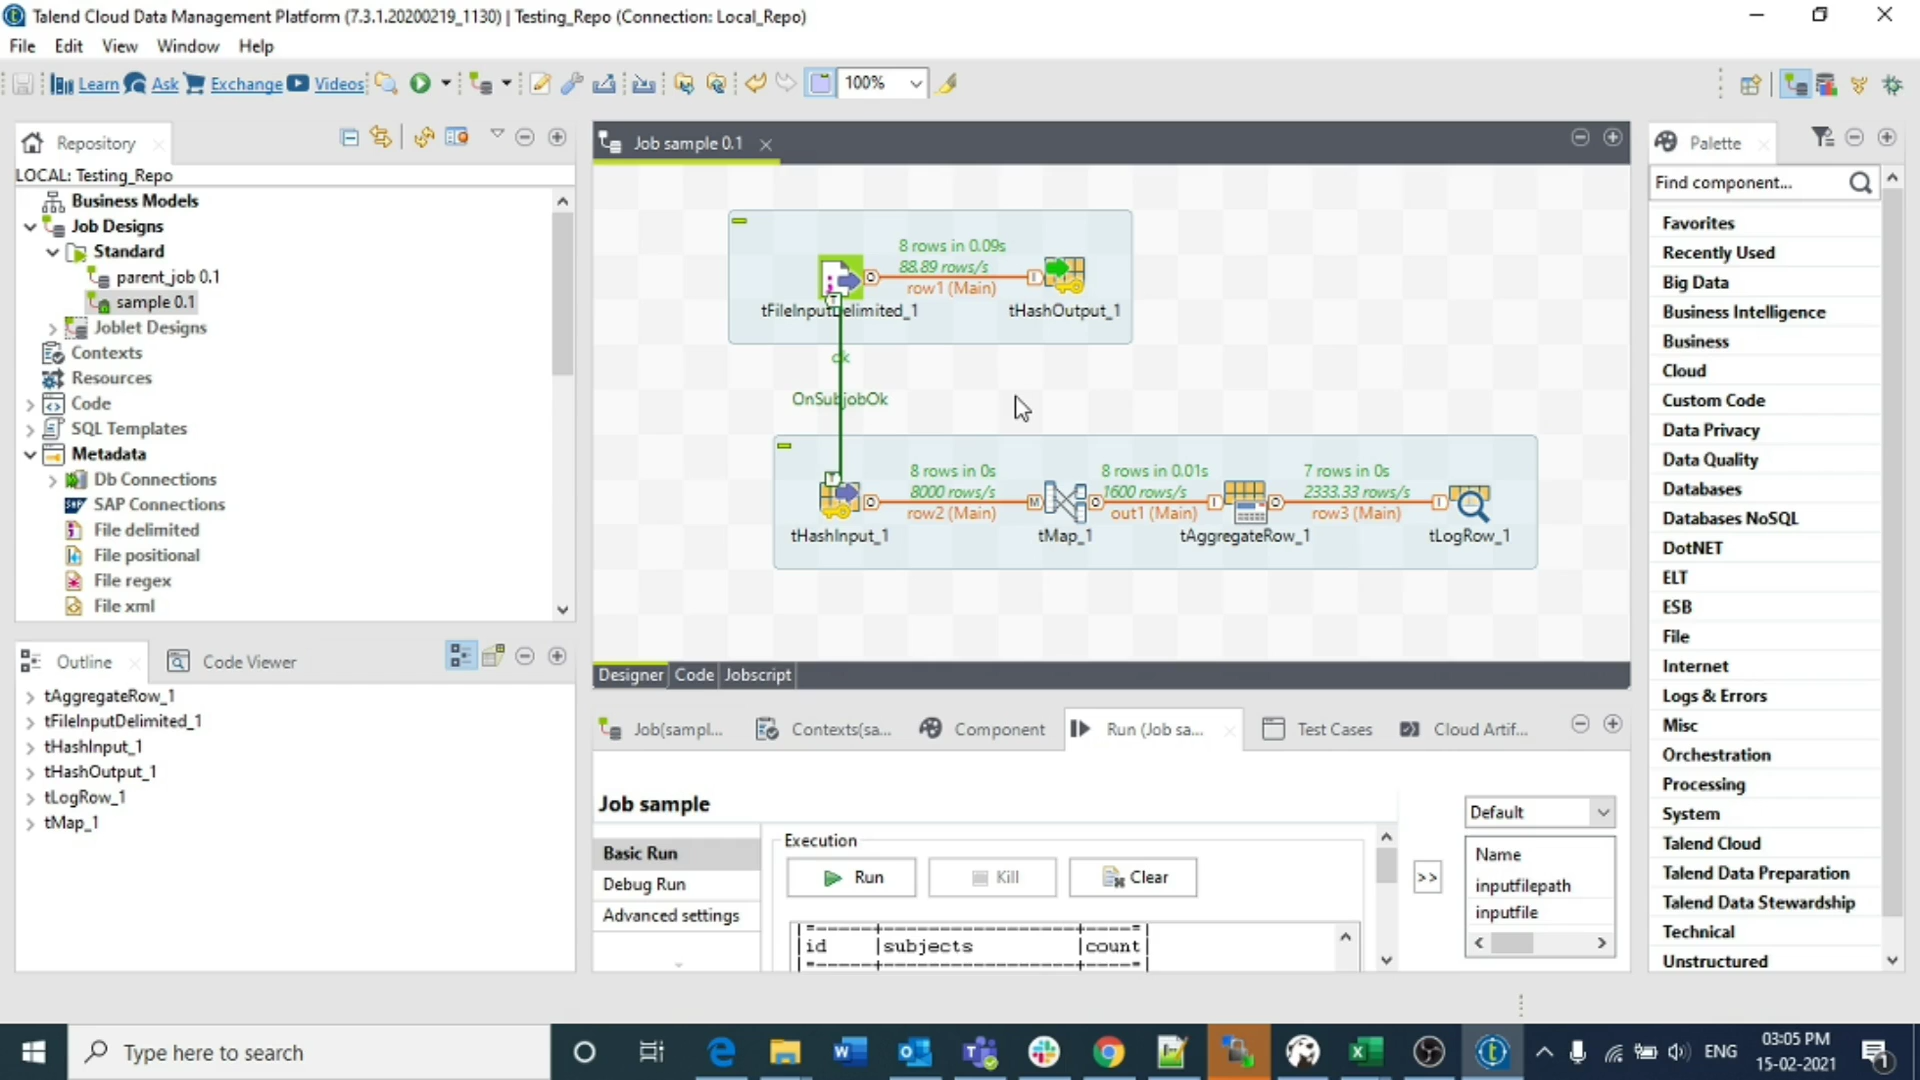 Talend Cloud Data Management Platform (7.3.1.20200219_1130) | Testing_Repo (Connection: Local_Repo)
File Edit View Window Help
Learn Ask Exchange Videos 100%
Repository
LOCAL: Testing_Repo
Business Models
Job Designs
Standard
parent_job 0.1
sample 0.1
Joblet Designs
Contexts
Resources
Code
SQL Templates
Metadata
Db Connections
SAP Connections
File delimited
File positional
File regex
File xml
Outline
Code Viewer
tAggregateRow_1
tFileInputDelimited_1
tHashInput_1
tHashOutput_1
tLogRow_1
tMap_1
Job sample 0.1
8 rows in 0.09s
88.89 rows/s
row1 (Main)
tFileInputDelimited_1
tHashOutput_1
ok
OnSubjobOk
8 rows in 0s
8000 rows/s
row2 (Main)
8 rows in 0.01s
1600 rows/s
out1 (Main)
7 rows in 0s
2333.33 rows/s
row3 (Main)
tHashInput_1
tMap_1
tAggregateRow_1
tLogRow_1
Designer Code Jobscript
Job(sampl... Contexts(sa... Component Run (Job sa... Test Cases Cloud Artif...
Job sample
Basic Run
Debug Run
Advanced settings
Execution
Run Kill Clear
|=-----+--------------------+----=|
|id |subjects |count|
|=-----+--------------------+----=|
>>
Default
Name
inputfilepath
inputfile
Palette
Find component...
Favorites
Recently Used
Big Data
Business Intelligence
Business
Cloud
Custom Code
Data Privacy
Data Quality
Databases
Databases NoSQL
DotNET
ELT
ESB
File
Internet
Logs & Errors
Misc
Orchestration
Processing
System
Talend Cloud
Talend Data Preparation
Talend Data Stewardship
Technical
Unstructured
Type here to search
ENG
03:05 PM
15-02-2021
1